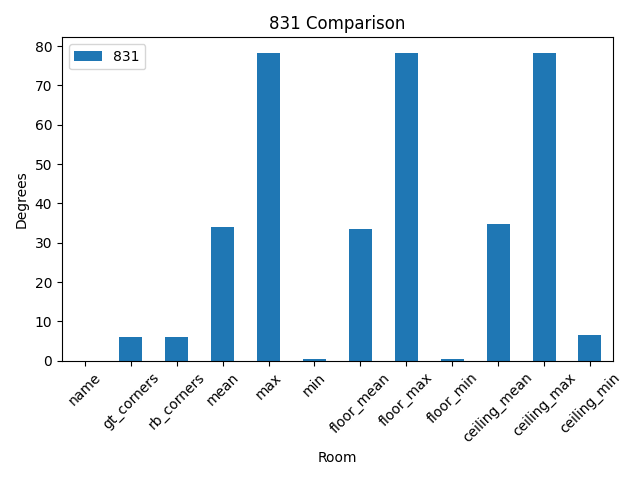 831 Comparison
831
Degrees
80
70
60
50
40
30
20
10
0
name
gt_corners
rb_corners
mean
max
min
floor_mean
floor_max
floor_min
ceiling_mean
ceiling_max
ceiling_min
Room